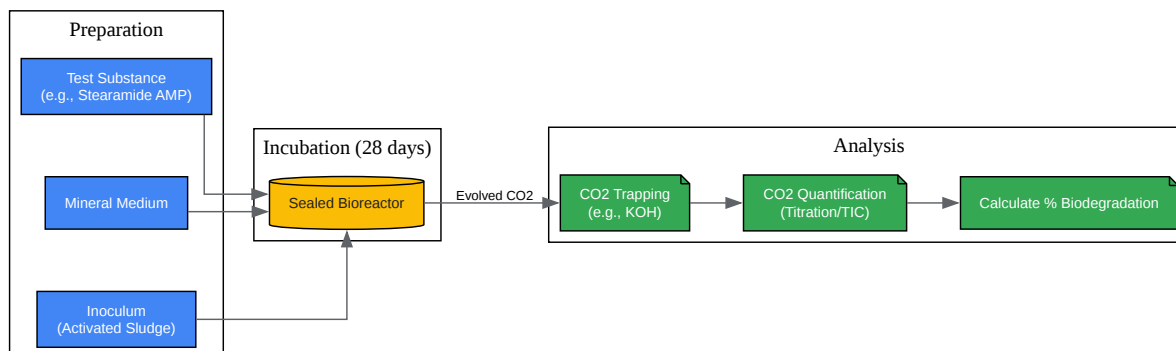 Preparation
Test Substance
(e.g., Stearamide AMP)
Mineral Medium
Inoculum
(Activated Sludge)
Incubation (28 days)
Sealed Bioreactor
Evolved CO2
Analysis
CO2 Trapping
(e.g., KOH)
CO2 Quantification
(Titration/TIC)
Calculate % Biodegradation